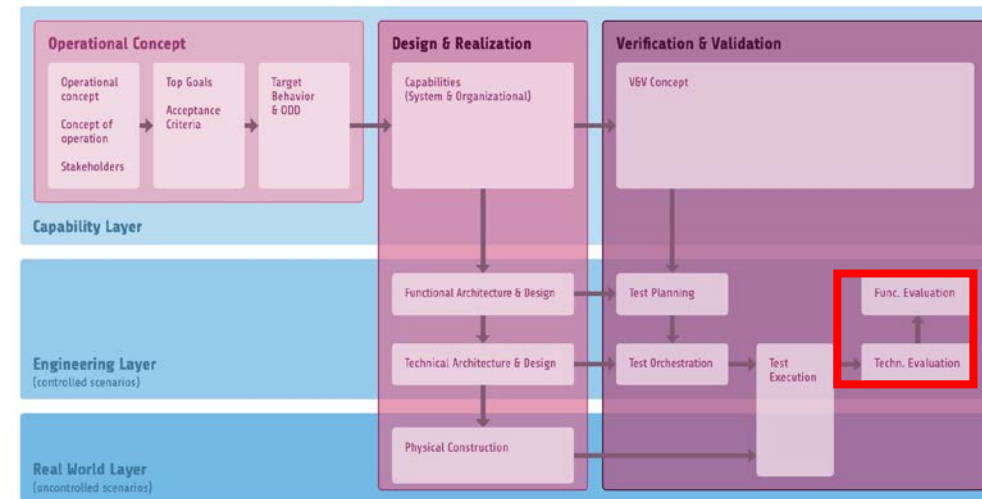 Operational Concept
Operational
concept
Concept of
operation
Stakeholders
Top Goals
Acceptance
Criteria
Target
Behavior
& ODD
Capability Layer
Design & Realization
Capabilities
(System & Organizational)
Verification & Validation
V&V Concept
Engineering Layer
(controlled scenarios)
Functional Architecture & Design
Technical Architecture & Design
Test Planning
Test Orchestration
Test
Execution
Func. Evaluation
Techn. Evaluation
Real World Layer
(uncontrolled scenarios)
Physical Construction